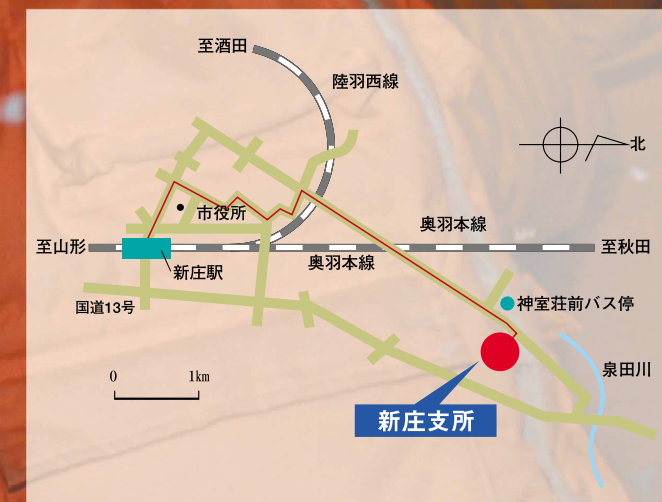 至酒田
陸羽西線
北
市役所
奥羽本線
至山形
至秋田
奥羽本線
新庄駅
神室荘前バス停
国道13号
泉田川
0 1km
新庄支所